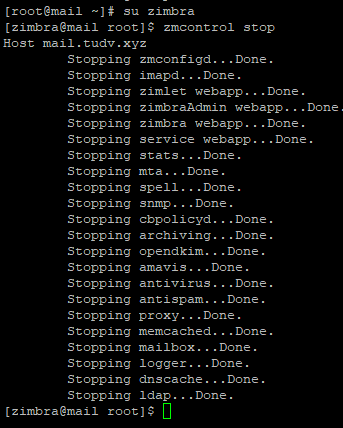 [root@mail ~]# su zimbra
[zimbra@mail root]$ zmcontrol stop
Host mail.tudv.xyz
        Stopping zmconfigd...Done.
        Stopping imapd...Done.
        Stopping zimlet webapp...Done.
        Stopping zimbraAdmin webapp...Done.
        Stopping zimbra webapp...Done.
        Stopping service webapp...Done.
        Stopping stats...Done.
        Stopping mta...Done.
        Stopping spell...Done.
        Stopping snmp...Done.
        Stopping cbpolicyd...Done.
        Stopping archiving...Done.
        Stopping opendkim...Done.
        Stopping amavis...Done.
        Stopping antivirus...Done.
        Stopping antispam...Done.
        Stopping proxy...Done.
        Stopping memcached...Done.
        Stopping mailbox...Done.
        Stopping logger...Done.
        Stopping dnscache...Done.
        Stopping ldap...Done.
[zimbra@mail root]$